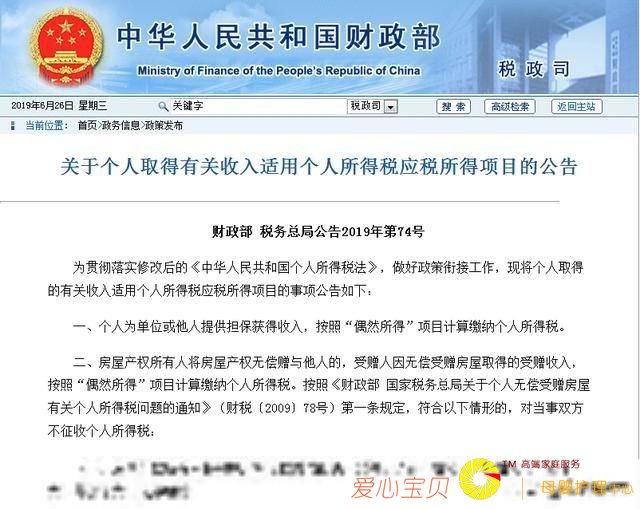 中华人民共和国财政部
Ministry of Finance of the People's Republic of China
税政司
2019年6月26日 星期三
关键字
税政司
搜 索
高级检索
返回主站
当前位置： 首页>政务信息>政策发布
关于个人取得有关收入适用个人所得税应税所得项目的公告
财政部 税务总局公告2019年第74号
为贯彻落实修改后的《中华人民共和国个人所得税法》，做好政策衔接工作，现将个人取得
的有关收入适用个人所得税应税所得项目的事项公告如下：
一、个人为单位或他人提供担保获得收入，按照“偶然所得”项目计算缴纳个人所得税。
二、房屋产权所有人将房屋产权无偿赠与他人的，受赠人因无偿受赠房屋取得的受赠收入，
按照“偶然所得”项目计算缴纳个人所得税。按照《财政部 国家税务总局关于个人无偿受赠房屋
有关个人所得税问题的通知》（财税〔2009〕78号）第一条规定，符合以下情形的，对当事双方
不征收个人所得税：
TM 高端家庭服务
爱心宝贝
母婴护理中心